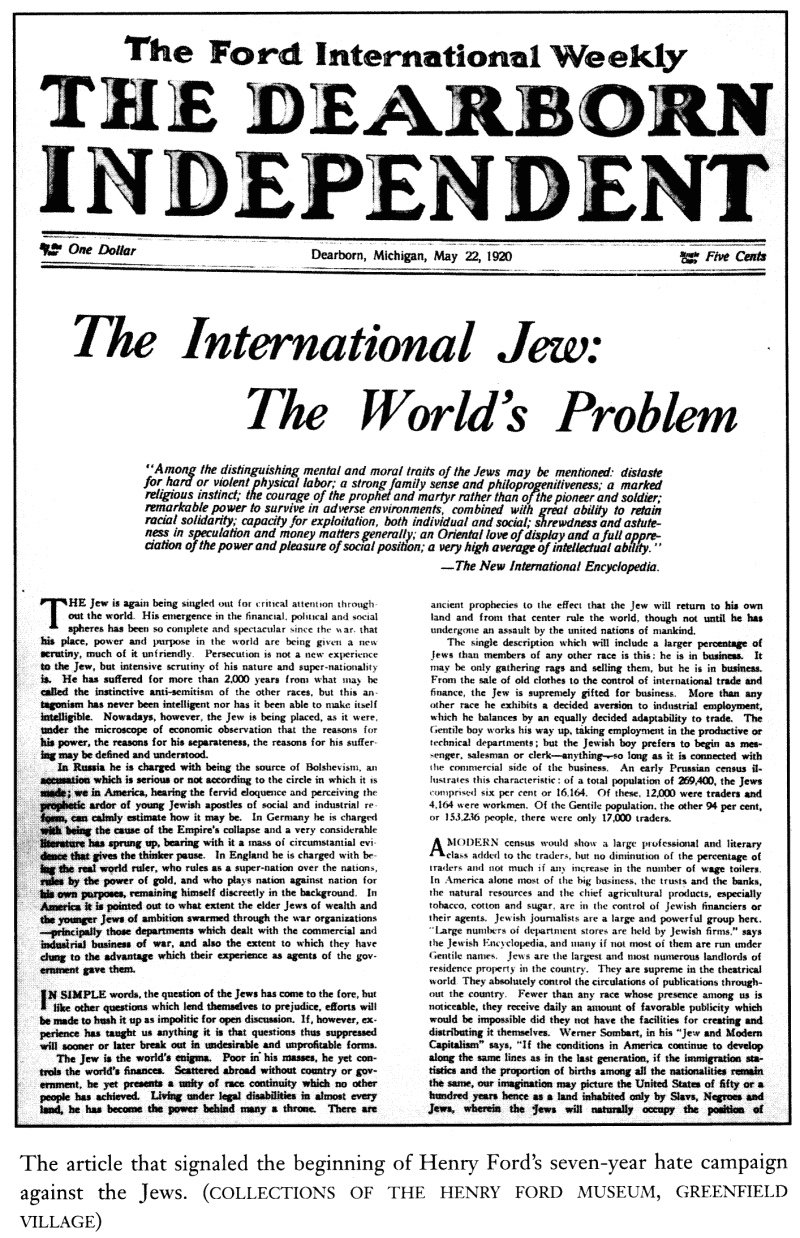 The Ford International Weekly
THE DEARBORN
INDEPENDENT
By the Year One Dollar
Dearborn, Michigan, May 22, 1920
Single Copy Five Cents
The International Jew:
The World's Problem
"Among the distinguishing mental and moral traits of the Jews may be mentioned: distaste
for hard or violent physical labor; a strong family sense and philoprogenitiveness; a marked
religious instinct; the courage of the prophet and martyr rather than of the pioneer and soldier;
remarkable power to survive in adverse environments, combined with great ability to retain
racial solidarity; capacity for exploitation, both individual and social; shrewdness and astute-
ness in speculation and money matters generally; an Oriental love of display and a full appre-
ciation of the power and pleasure of social position; a very high average of intellectual ability."
—The New International Encyclopedia.
THE Jew is again being singled out for critical attention through-
out the world. His emergence in the financial, political and social
spheres has been so complete and spectacular since the war, that
his place, power and purpose in the world are being given a new
scrutiny, much of it unfriendly. Persecution is not a new experience
to the Jew, but intensive scrutiny of his nature and super-nationality
is. He has suffered for more than 2,000 years from what may be
called the instinctive anti-semitism of the other races, but this an-
tagonism has never been intelligent nor has it been able to make itself
intelligible. Nowadays, however, the Jew is being placed, as it were,
under the microscope of economic observation that the reasons for
his power, the reasons for his separateness, the reasons for his suffer-
ing may be defined and understood.
In Russia he is charged with being the source of Bolshevism, an
accusation which is serious or not according to the circle in which it is
made; we in America, hearing the fervid eloquence and perceiving the
prophetic ardor of young Jewish apostles of social and industrial re-
form, can calmly estimate how it may be. In Germany he is charged
with being the cause of the Empire's collapse and a very considerable
literature has sprung up, bearing with it a mass of circumstantial evi-
dence that gives the thinker pause. In England he is charged with be-
ing the real world ruler, who rules as a super-nation over the nations,
rules by the power of gold, and who plays nation against nation for
his own purposes, remaining himself discreetly in the background. In
America it is pointed out to what extent the elder Jews of wealth and
the younger Jews of ambition swarmed through the war organizations
—principally those departments which dealt with the commercial and
industrial business of war, and also the extent to which they have
clung to the advantage which their experience as agents of the gov-
ernment gave them.
IN SIMPLE words, the question of the Jews has come to the fore, but
like other questions which lend themselves to prejudice, efforts will
be made to hush it up as impolitic for open discussion. If, however, ex-
perience has taught us anything it is that questions thus suppressed
will sooner or later break out in undesirable and unprofitable forms.
The Jew is the world's enigma. Poor in his masses, he yet con-
trols the world's finances. Scattered abroad without country or gov-
ernment, he yet presents a unity of race continuity which no other
people has achieved. Living under legal disabilities in almost every
land, he has become the power behind many a throne. There are
ancient prophecies to the effect that the Jew will return to his own
land and from that center rule the world, though not until he has
undergone an assault by the united nations of mankind.
The single description which will include a larger percentage of
Jews than members of any other race is this: he is in business. It
may be only gathering rags and selling them, but he is in business.
From the sale of old clothes to the control of international trade and
finance, the Jew is supremely gifted for business. More than any
other race he exhibits a decided aversion to industrial employment,
which he balances by an equally decided adaptability to trade. The
Gentile boy works his way up, taking employment in the productive or
technical departments; but the Jewish boy prefers to begin as mes-
senger, salesman or clerk—anything—so long as it is connected with
the commercial side of the business. An early Prussian census il-
lustrates this characteristic: of a total population of 269,400, the Jews
comprised six per cent or 16,164. Of these, 12,000 were traders and
4,164 were workmen. Of the Gentile population, the other 94 per cent,
or 153,236 people, there were only 17,000 traders.
A MODERN census would show a large professional and literary
class added to the traders, but no diminution of the percentage of
traders and not much if any increase in the number of wage toilers.
In America alone most of the big business, the trusts and the banks,
the natural resources and the chief agricultural products, especially
tobacco, cotton and sugar, are in the control of Jewish financiers or
their agents. Jewish journalists are a large and powerful group here.
"Large numbers of department stores are held by Jewish firms," says
the Jewish Encyclopedia, and many if not most of them are run under
Gentile names. Jews are the largest and most numerous landlords of
residence property in the country. They are supreme in the theatrical
world. They absolutely control the circulations of publications through-
out the country. Fewer than any race whose presence among us is
noticeable, they receive daily an amount of favorable publicity which
would be impossible did they not have the facilities for creating and
distributing it themselves. Werner Sombart, in his "Jew and Modern
Capitalism" says, "If the conditions in America continue to develop
along the same lines as in the last generation, if the immigration sta-
tistics and the proportion of births among all the nationalities remain
the same, our imagination may picture the United States of fifty or a
hundred years hence as a land inhabited only by Slavs, Negroes and
Jews, wherein the Jews will naturally occupy the position of
The article that signaled the beginning of Henry Ford's seven-year hate campaign
against the Jews. (COLLECTIONS OF THE HENRY FORD MUSEUM, GREENFIELD
VILLAGE)